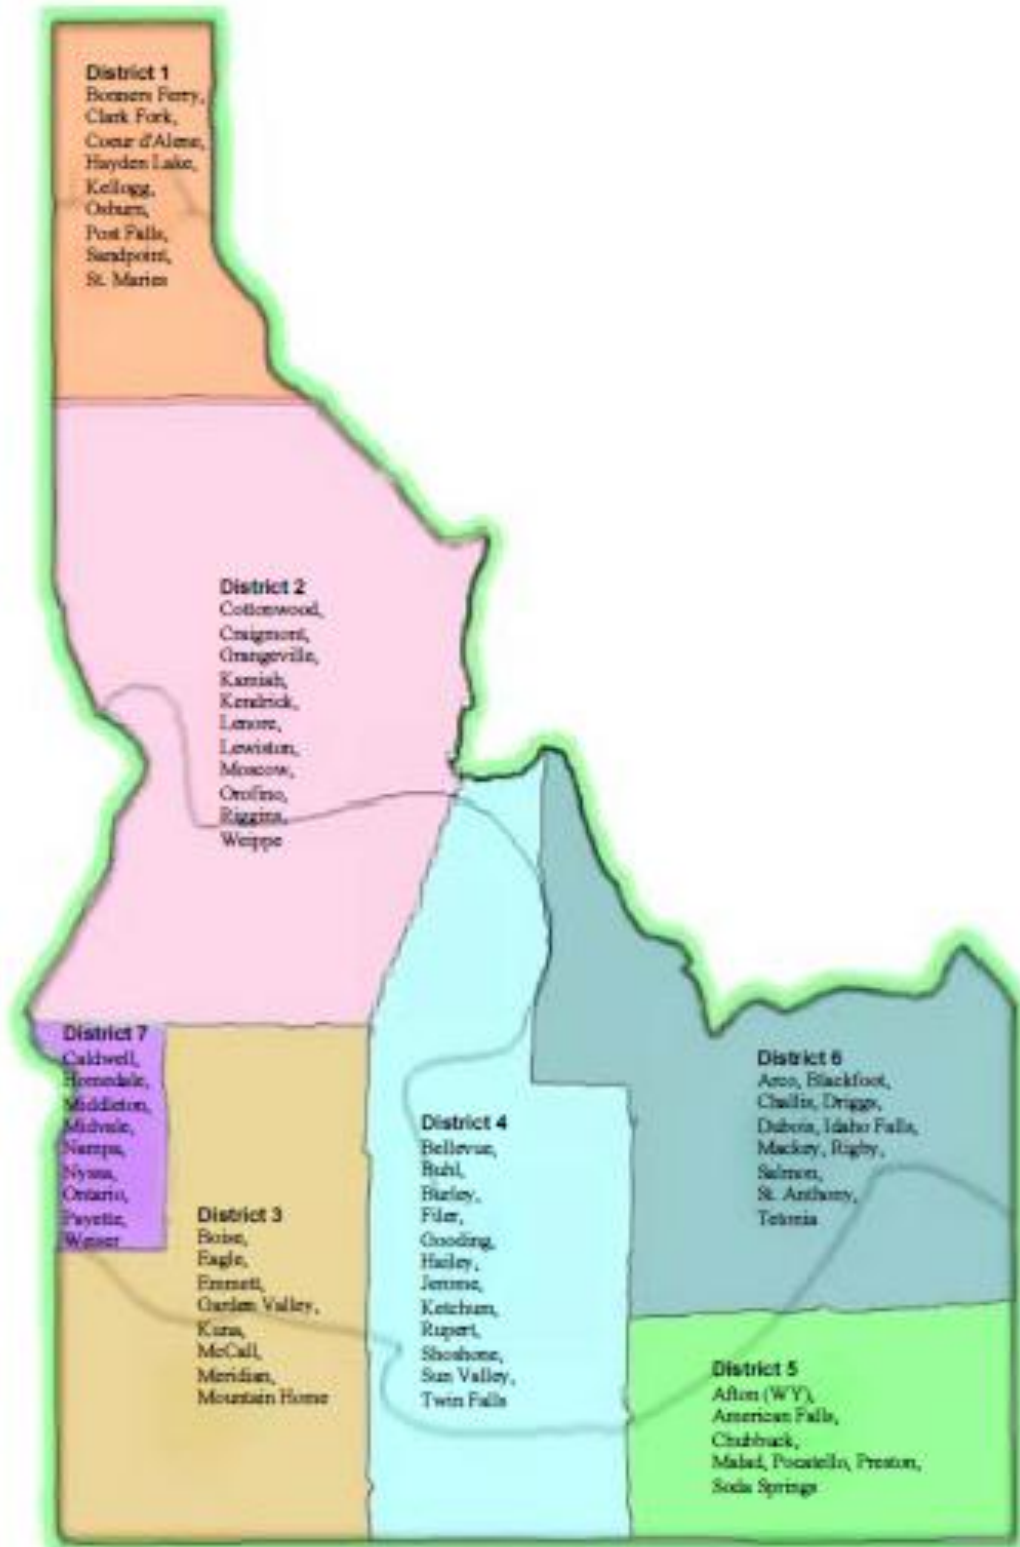 District 1
Bonners Ferry,
Clark Fork,
Coeur d'Alene,
Hayden Lake,
Kellogg,
Osburn,
Post Falls,
Sandpoint,
St. Maries
District 2
Cottonwood,
Craigmont,
Grangeville,
Kamiah,
Kendrick,
Lenore,
Lewiston,
Moscow,
Orofino,
Riggins,
Weippe
District 7
Caldwell,
Homedale,
Middleton,
Midvale,
Nampa,
Nyssa,
Ontario,
Payette,
Weiser
District 3
Boise,
Eagle,
Emmett,
Garden Valley,
Kuna,
McCall,
Meridian,
Mountain Home
District 4
Bellevue,
Buhl,
Burley,
Filer,
Gooding,
Hailey,
Jerome,
Ketchum,
Rupert,
Shoshone,
Sun Valley,
Twin Falls
District 6
Arco, Blackfoot,
Challis, Driggs,
Dubois, Idaho Falls,
Mackey, Rigby,
Salmon,
St. Anthony,
Tetonia
District 5
Afton (WY),
American Falls,
Chubbuck,
Malad, Pocatello, Preston,
Soda Springs